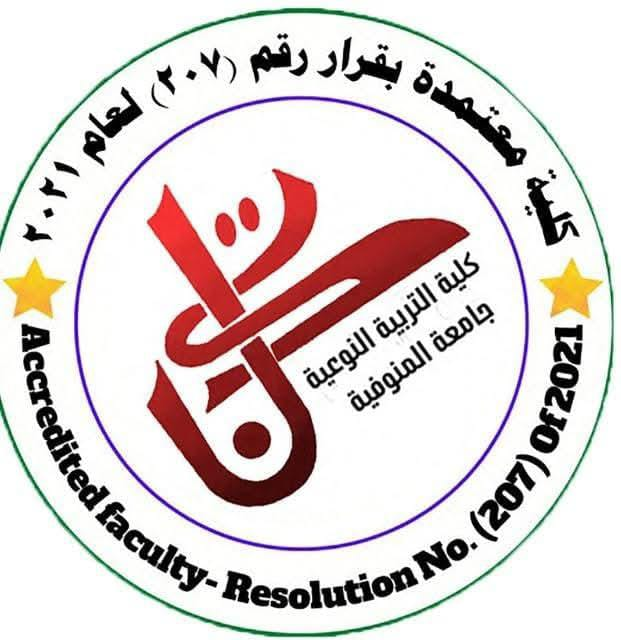 كلية معتمدة بقرار رقم (٢٠٧) لعام ٢٠٢١
كلية التربية النوعية
جامعة المنوفية
Accredited faculty- Resolution No. (207) Of 2021